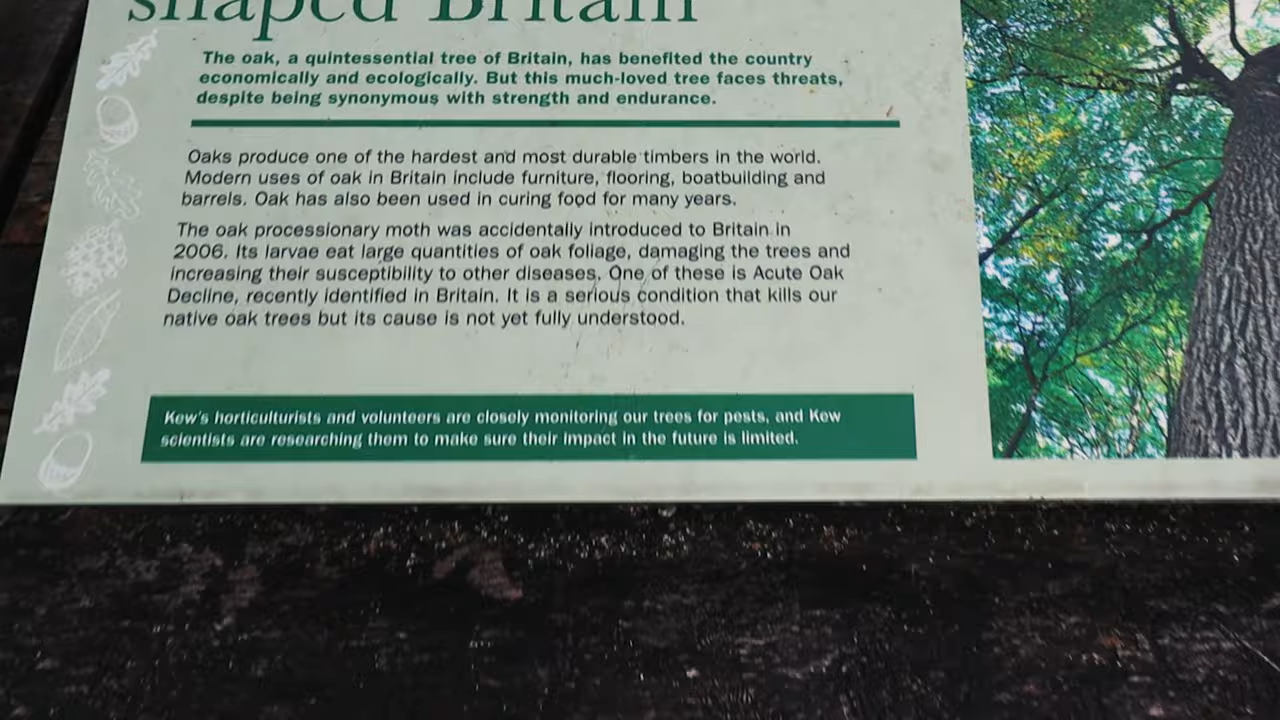 shaped Britain
The oak, a quintessential tree of Britain, has benefited the country
economically and ecologically. But this much-loved tree faces threats,
despite being synonymous with strength and endurance.
Oaks produce one of the hardest and most durable timbers in the world.
Modern uses of oak in Britain include furniture, flooring, boatbuilding and
barrels. Oak has also been used in curing food for many years.
The oak processionary moth was accidentally introduced to Britain in
2006. Its larvae eat large quantities of oak foliage, damaging the trees and
increasing their susceptibility to other diseases. One of these is Acute Oak
Decline, recently identified in Britain. It is a serious condition that kills our
native oak trees but its cause is not yet fully understood.
Kew's horticulturists and volunteers are closely monitoring our trees for pests, and Kew
scientists are researching them to make sure their impact in the future is limited.